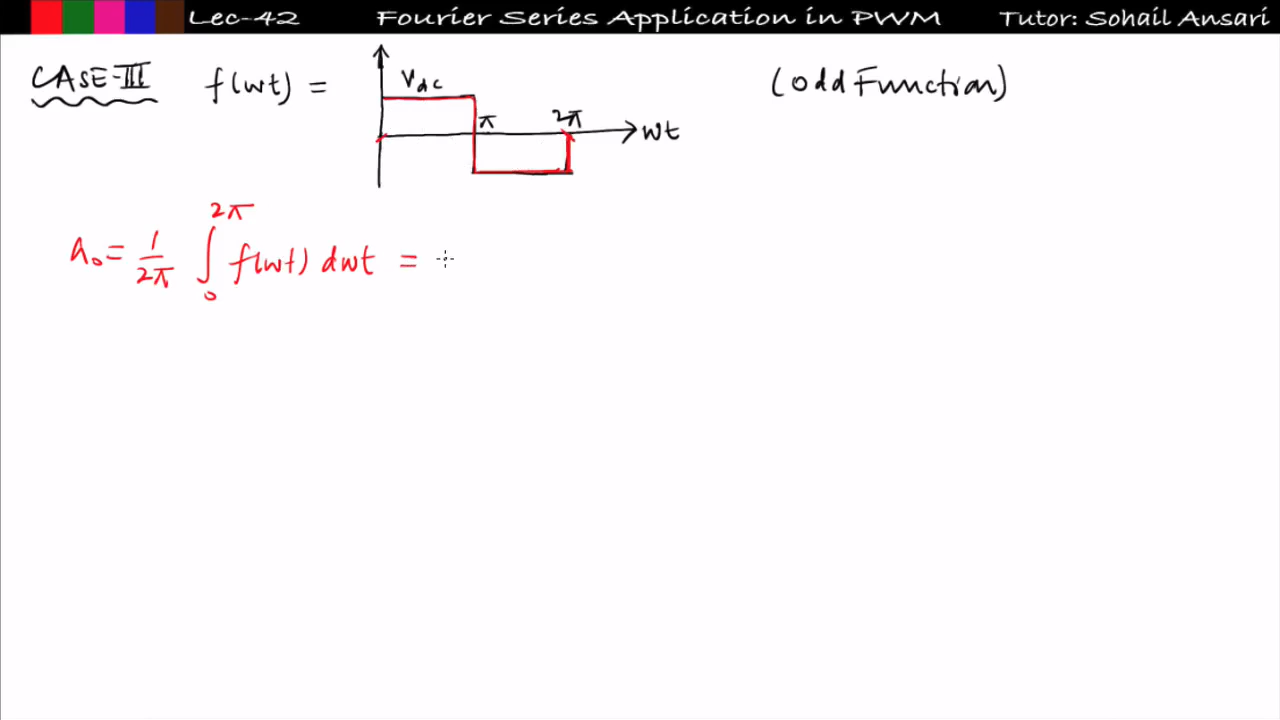 Lec-42 Fourier Series Application in PWM Tutor: Sohail Ansari
CASE-III f(wt) = (odd Function)
Vdc
π 2π wt
a₀ = 1/2π ∫₀^2π f(wt) dwt =